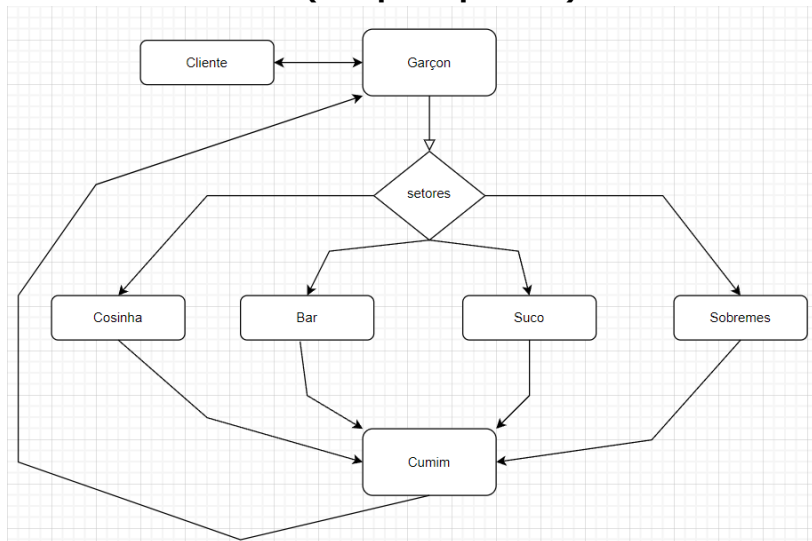 Cliente
Garçon
setores
Cosinha
Bar
Suco
Sobremes
Cumim